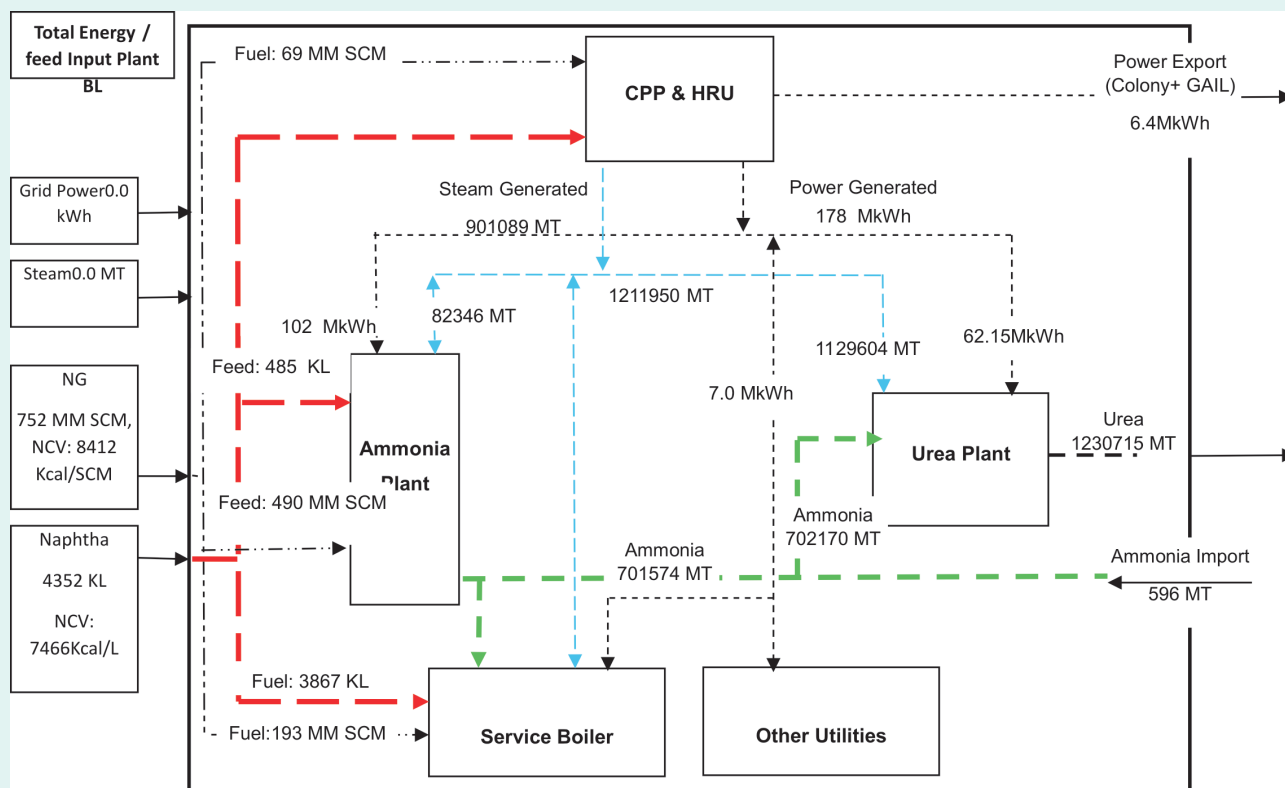 Total Energy /
feed Input Plant
BL
Fuel: 69 MM SCM
CPP & HRU
Power Export
(Colony+ GAIL)
6.4MkWh
Grid Power0.0
kWh
Steam Generated
901089 MT
Power Generated
178 MkWh
Steam0.0 MT
1211950 MT
82346 MT
102 MkWh
1129604 MT
62.15MkWh
NG
752 MM SCM,
NCV: 8412
Kcal/SCM
Feed: 485 KL
7.0 MkWh
Ammonia
Plant
Feed: 490 MM SCM
Urea Plant
Urea
1230715 MT
Naphtha
4352 KL
NCV:
7466Kcal/L
Ammonia
702170 MT
Ammonia
701574 MT
Ammonia Import
596 MT
Fuel: 3867 KL
Fuel:193 MM SCM
Service Boiler
Other Utilities